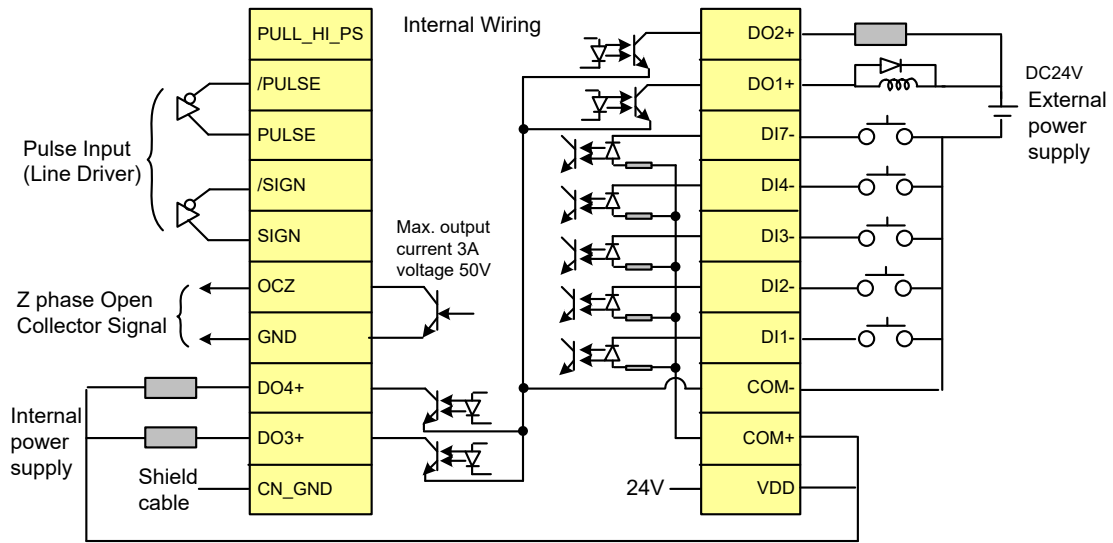 PULL_HI_PS
/PULSE
PULSE
/SIGN
SIGN
OCZ
GND
DO4+
DO3+
CN_GND
Pulse Input
(Line Driver)
Z phase Open
Collector Signal
Internal
power
supply
Shield
cable
Internal Wiring
Max. output
current 3A
voltage 50V
24V
DO2+
DO1+
DI7-
DI4-
DI3-
DI2-
DI1-
COM-
COM+
VDD
DC24V
External
power
supply